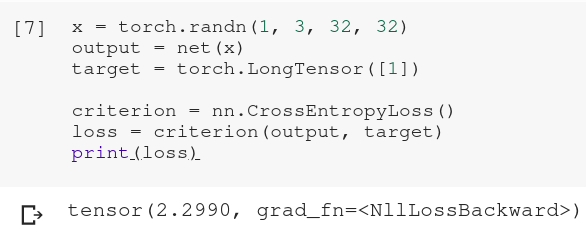 [7] x = torch.randn(1, 3, 32, 32)
output = net(x)
target = torch.LongTensor([1])
criterion = nn.CrossEntropyLoss()
loss = criterion(output, target)
print(loss)
tensor(2.2990, grad_fn=<NllLossBackward>)